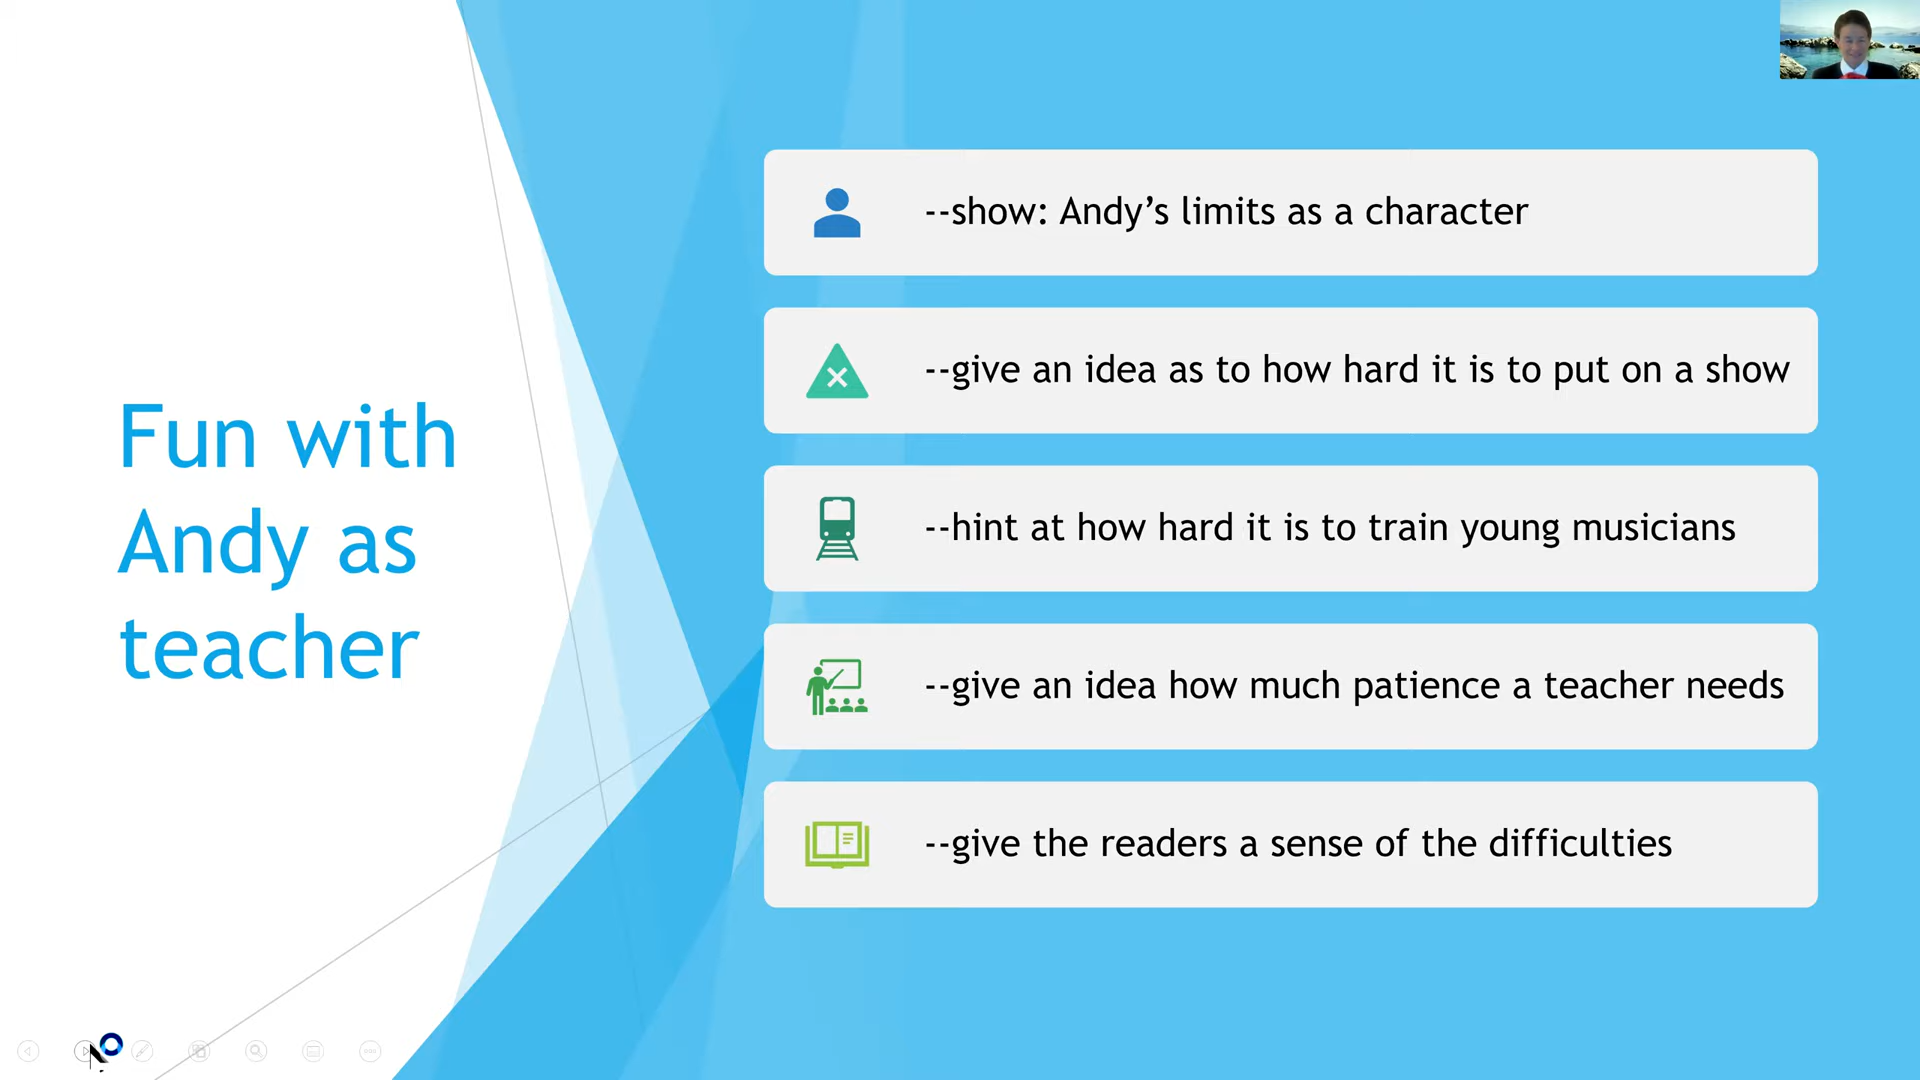 Fun with
Andy as
teacher
--show: Andy’s limits as a character
--give an idea as to how hard it is to put on a show
--hint at how hard it is to train young musicians
--give an idea how much patience a teacher needs
--give the readers a sense of the difficulties